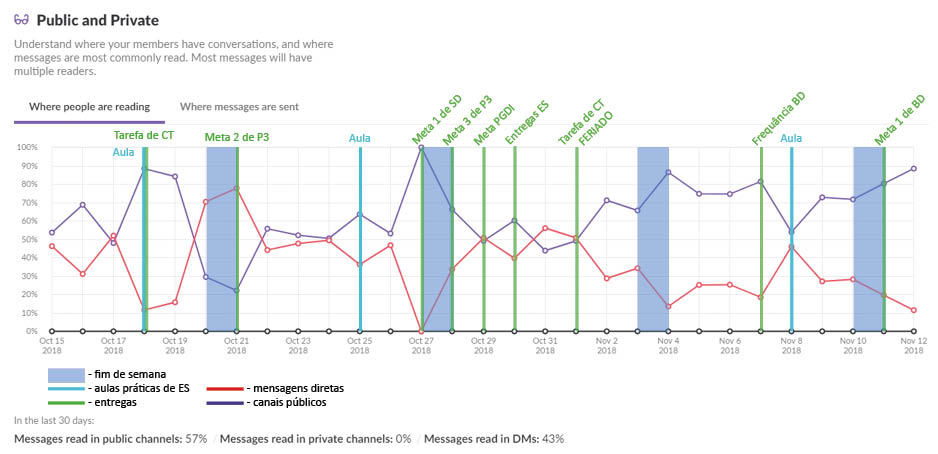 Public and Private
Understand where your members have conversations, and where
messages are most commonly read. Most messages will have
multiple readers.
Where people are reading
Where messages are sent
Tarefa de CT
Aula
Meta 2 de P3
Aula
Meta 1 de SD
Meta 3 de P3
Meta PGDI
Entregas ES
Tarefa de CT
FERIADO
Frequência BD
Aula
Meta 1 de BD
100%
90%
80%
70%
60%
50%
40%
30%
20%
10%
0%
Oct 15
2018
Oct 17
2018
Oct 19
2018
Oct 21
2018
Oct 23
2018
Oct 25
2018
Oct 27
2018
Oct 29
2018
Oct 31
2018
Nov 2
2018
Nov 4
2018
Nov 6
2018
Nov 8
2018
Nov 10
2018
Nov 12
2018
- fim de semana
- aulas práticas de ES
- mensagens diretas
- entregas
- canais públicos
In the last 30 days:
Messages read in public channels: 57% / Messages read in private channels: 0% / Messages read in DMs: 43%